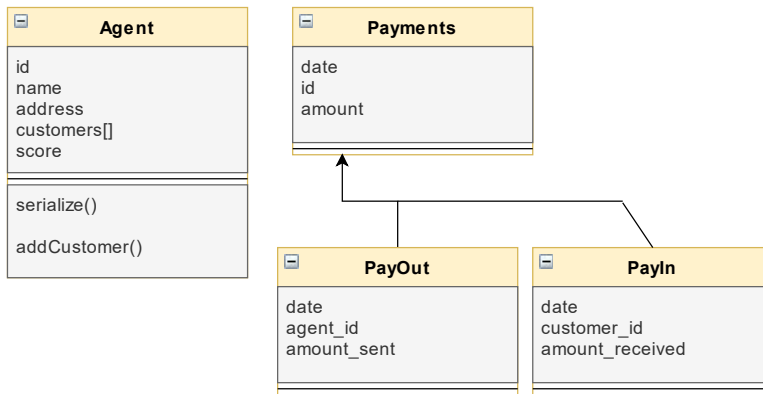 Agent
id
name
address
customers[]
score
serialize()
addCustomer()
Payments
date
id
amount
PayOut
date
agent_id
amount_sent
PayIn
date
customer_id
amount_received